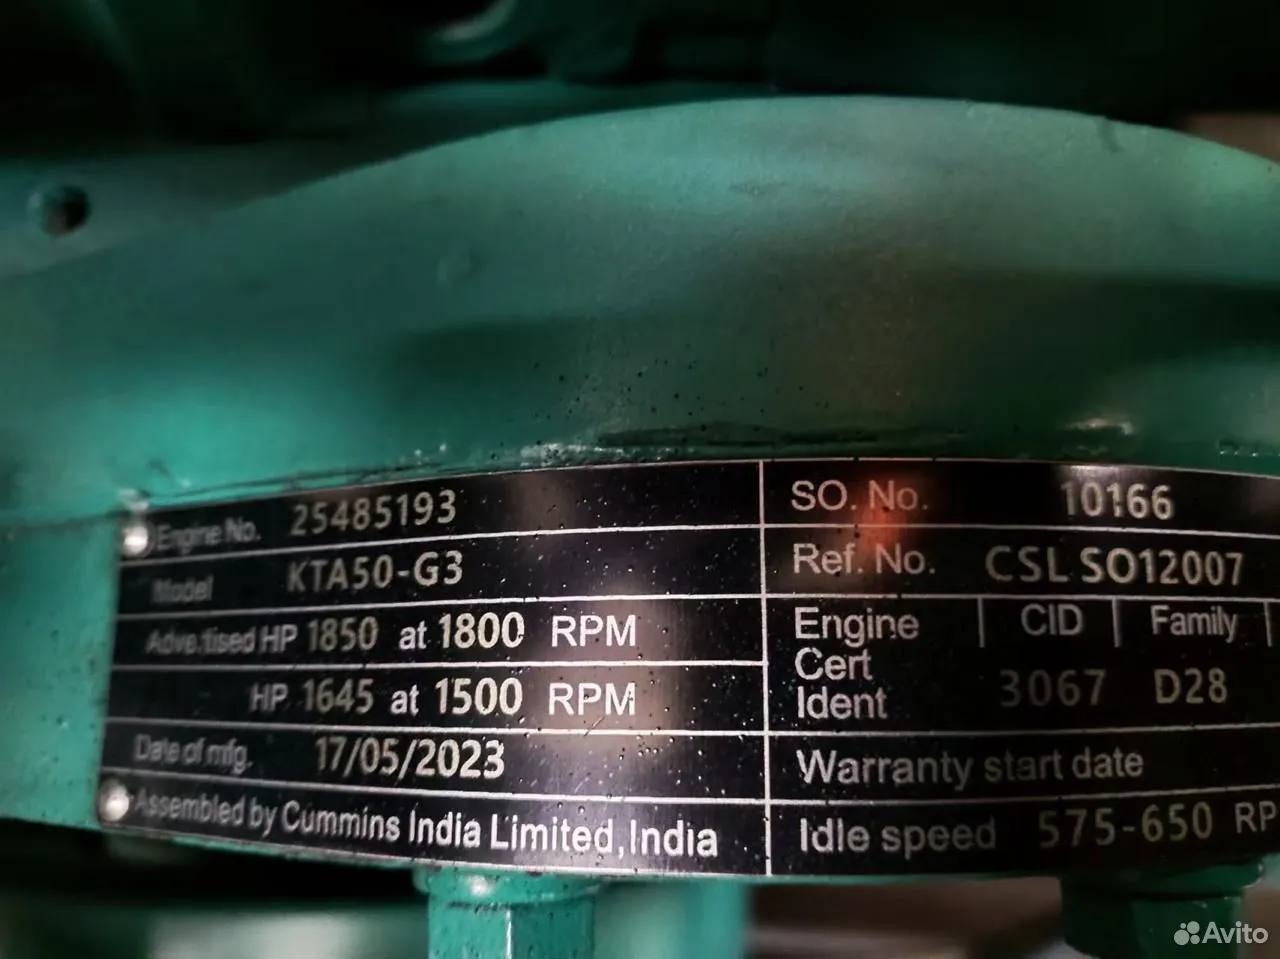 Engine No. 25485193
Model KTA50-G3
Advertised HP 1850 at 1800 RPM
HP 1645 at 1500 RPM
Date of mfg. 17/05/2023
Assembled by Cummins India Limited, India
SO. No. 10166
Ref. No. CSL SO12007
Engine Cert Ident | CID | Family |
3067 D28
Warranty start date
Idle speed 575-650 RP
Avito